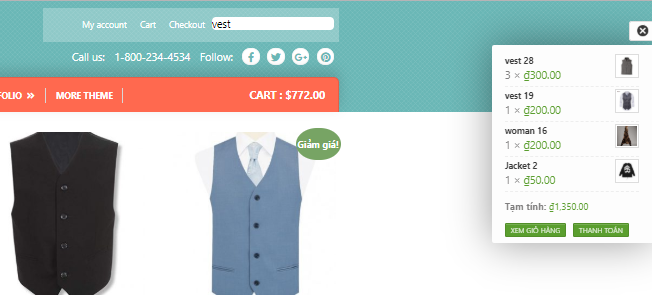 My account Cart Checkout vest
Call us: 1-800-234-4534 Follow:
FOLIO » MORE THEME CART : $772.00
Giảm giá!
vest 28
3 × ₫300.00
vest 19
1 × ₫200.00
woman 16
1 × ₫200.00
Jacket 2
1 × ₫50.00
Tạm tính: ₫1,350.00
XEM GIỎ HÀNG THANH TOÁN